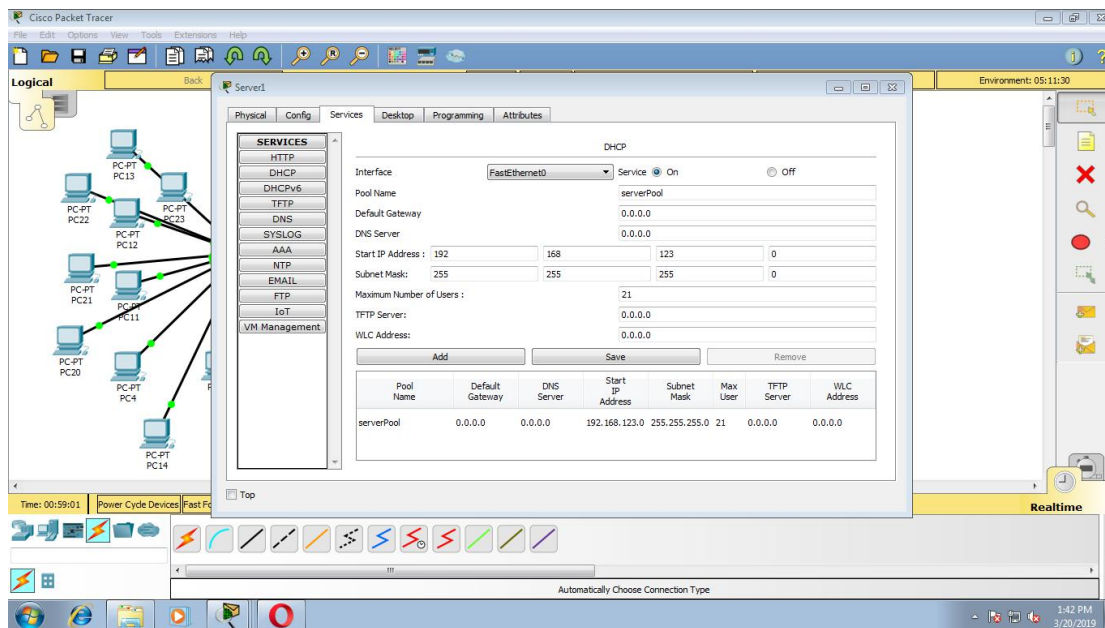 Cisco Packet Tracer
File Edit Options View Tools Extensions Help
Logical
Back
Environment: 05:11:30
Server1
Physical Config Services Desktop Programming Attributes
SERVICES
HTTP
DHCP
DHCPv6
TFTP
DNS
SYSLOG
AAA
NTP
EMAIL
FTP
IoT
VM Management
DHCP
Interface FastEthernet0 Service On Off
Pool Name serverPool
Default Gateway 0.0.0.0
DNS Server 0.0.0.0
Start IP Address : 192 168 123 0
Subnet Mask: 255 255 255 0
Maximum Number of Users : 21
TFTP Server: 0.0.0.0
WLC Address: 0.0.0.0
Add Save Remove
Pool Name Default Gateway DNS Server Start IP Address Subnet Mask Max User TFTP Server WLC Address
serverPool 0.0.0.0 0.0.0.0 192.168.123.0 255.255.255.0 21 0.0.0.0 0.0.0.0
Top
PC-PT
PC13
PC-PT
PC22
PC-PT
PC23
PC-PT
PC12
PC-PT
PC21
PC-PT
PC11
PC-PT
PC20
PC-PT
PC4
PC-PT
PC14
Time: 00:59:01 Power Cycle Devices Fast Fo
Realtime
Automatically Choose Connection Type
1:42 PM
3/20/2019